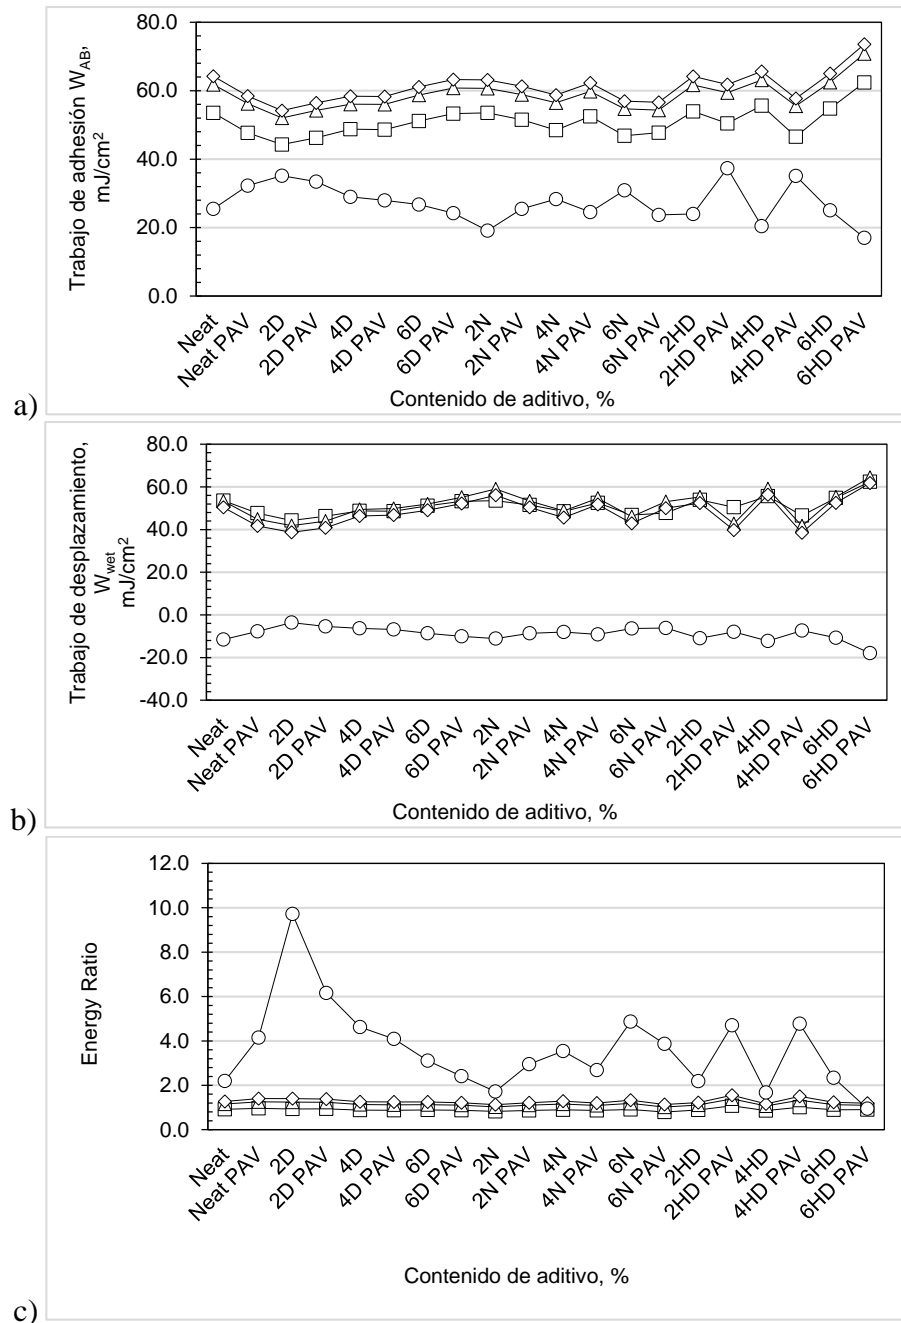 80.0
60.0
40.0
20.0
0.0
Trabajo de adhesión W_AB,
mJ/cm²
Neat
Neat PAV
2D
2D PAV
4D
4D PAV
6D
6D PAV
2N
2N PAV
4N
4N PAV
6N
6N PAV
2HD
2HD PAV
4HD
4HD PAV
6HD
6HD PAV
Contenido de aditivo, %
a)
80.0
60.0
40.0
20.0
0.0
-20.0
-40.0
Trabajo de desplazamiento,
W_wet
mJ/cm²
Neat
Neat PAV
2D
2D PAV
4D
4D PAV
6D
6D PAV
2N
2N PAV
4N
4N PAV
6N
6N PAV
2HD
2HD PAV
4HD
4HD PAV
6HD
6HD PAV
Contenido de aditivo, %
b)
12.0
10.0
8.0
6.0
4.0
2.0
0.0
Energy Ratio
Neat
Neat PAV
2D
2D PAV
4D
4D PAV
6D
6D PAV
2N
2N PAV
4N
4N PAV
6N
6N PAV
2HD
2HD PAV
4HD
4HD PAV
6HD
6HD PAV
Contenido de aditivo, %
c)